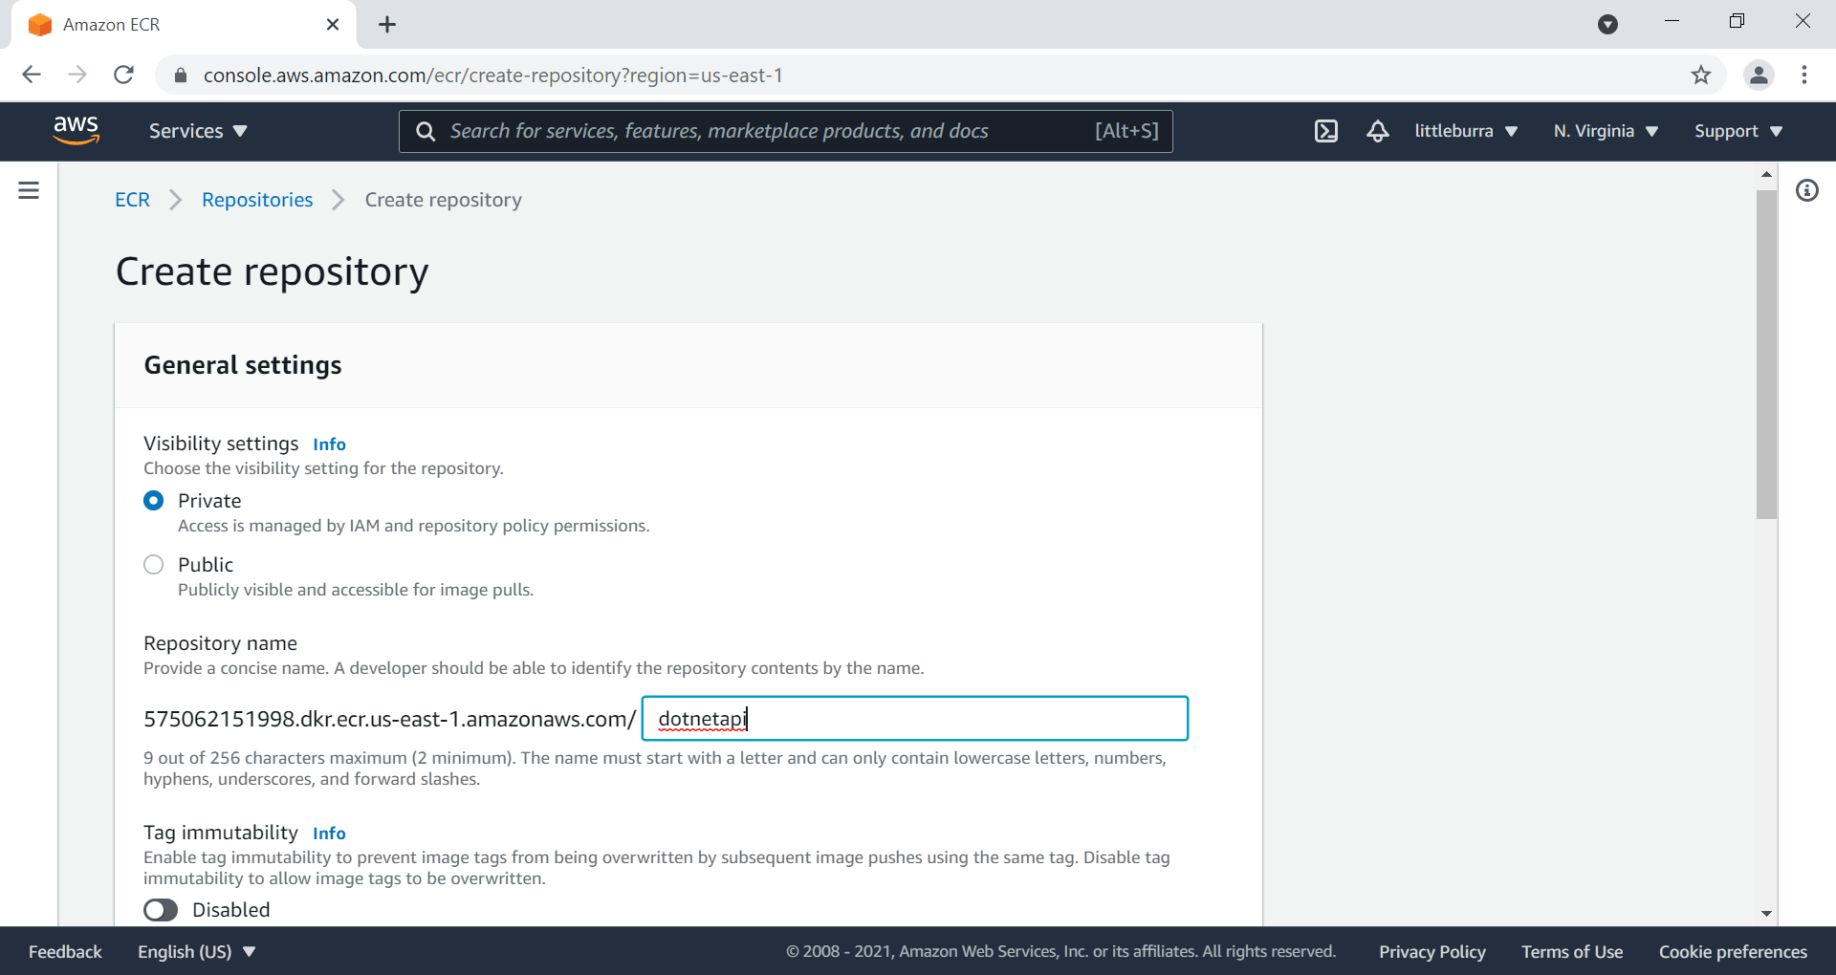 Amazon ECR
console.aws.amazon.com/ecr/create-repository?region=us-east-1
aws
Services
Search for services, features, marketplace products, and docs [Alt+S]
littleburra
N. Virginia
Support
ECR > Repositories > Create repository
Create repository
General settings
Visibility settings Info
Choose the visibility setting for the repository.
Private
Access is managed by IAM and repository policy permissions.
Public
Publicly visible and accessible for image pulls.
Repository name
Provide a concise name. A developer should be able to identify the repository contents by the name.
575062151998.dkr.ecr.us-east-1.amazonaws.com/ dotnetapi
9 out of 256 characters maximum (2 minimum). The name must start with a letter and can only contain lowercase letters, numbers,
hyphens, underscores, and forward slashes.
Tag immutability Info
Enable tag immutability to prevent image tags from being overwritten by subsequent image pushes using the same tag. Disable tag
immutability to allow image tags to be overwritten.
Disabled
Feedback
English (US)
© 2008 - 2021, Amazon Web Services, Inc. or its affiliates. All rights reserved.
Privacy Policy
Terms of Use
Cookie preferences